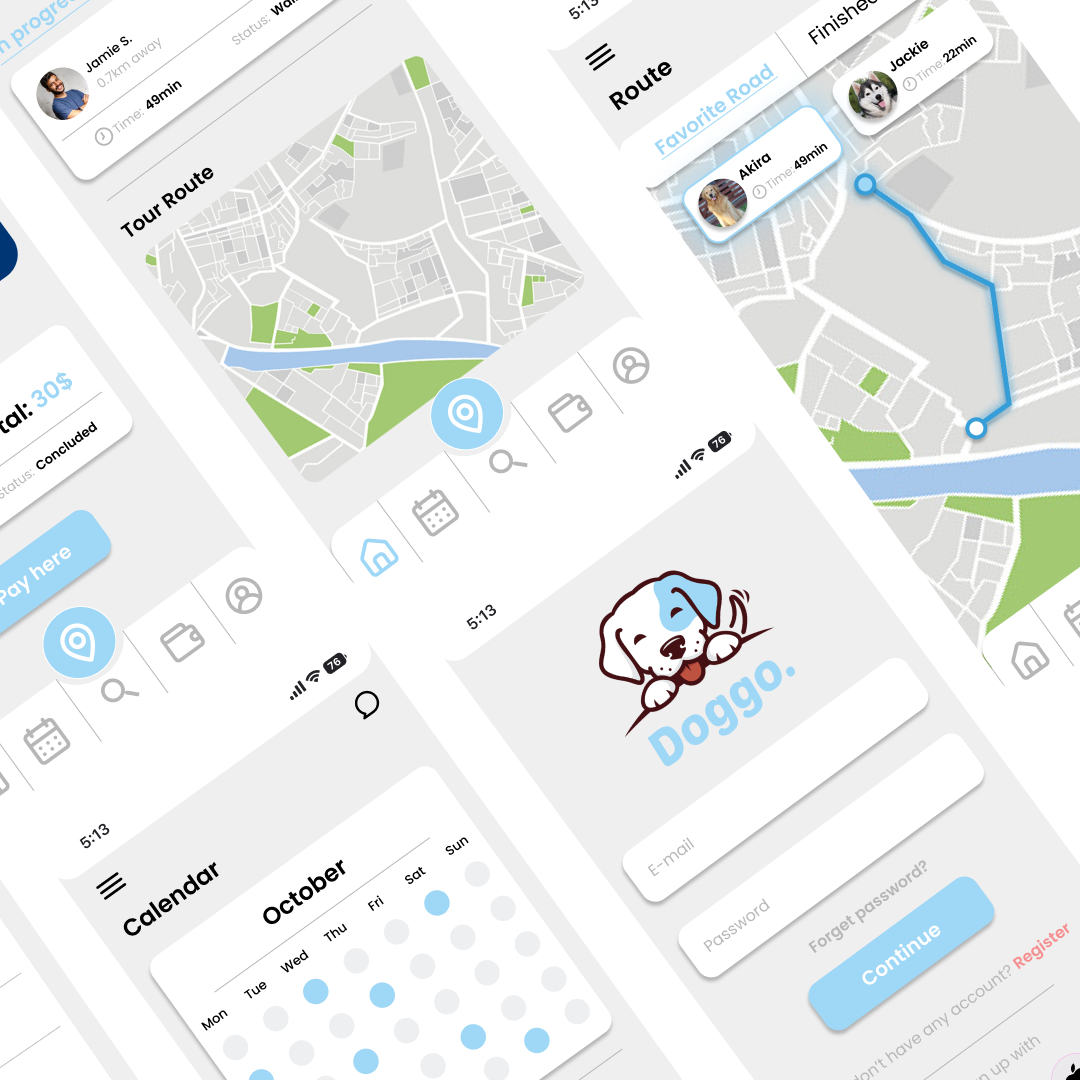 n progress
Jamie S.
0.7km away
Status:
Time: 49min
Tour Route
tal: 30$
Status: Concluded
Pay here
76
5:13
Calendar
October
Mon Tue Wed Thu Fri Sat Sun
5:13
Route
Favorite Road
Finished
Akira
Time: 49min
Jackie
Time: 22min
76
5:13
Doggo.
E-mail
Password
Forget password?
Continue
don't have any account? Register
n up with